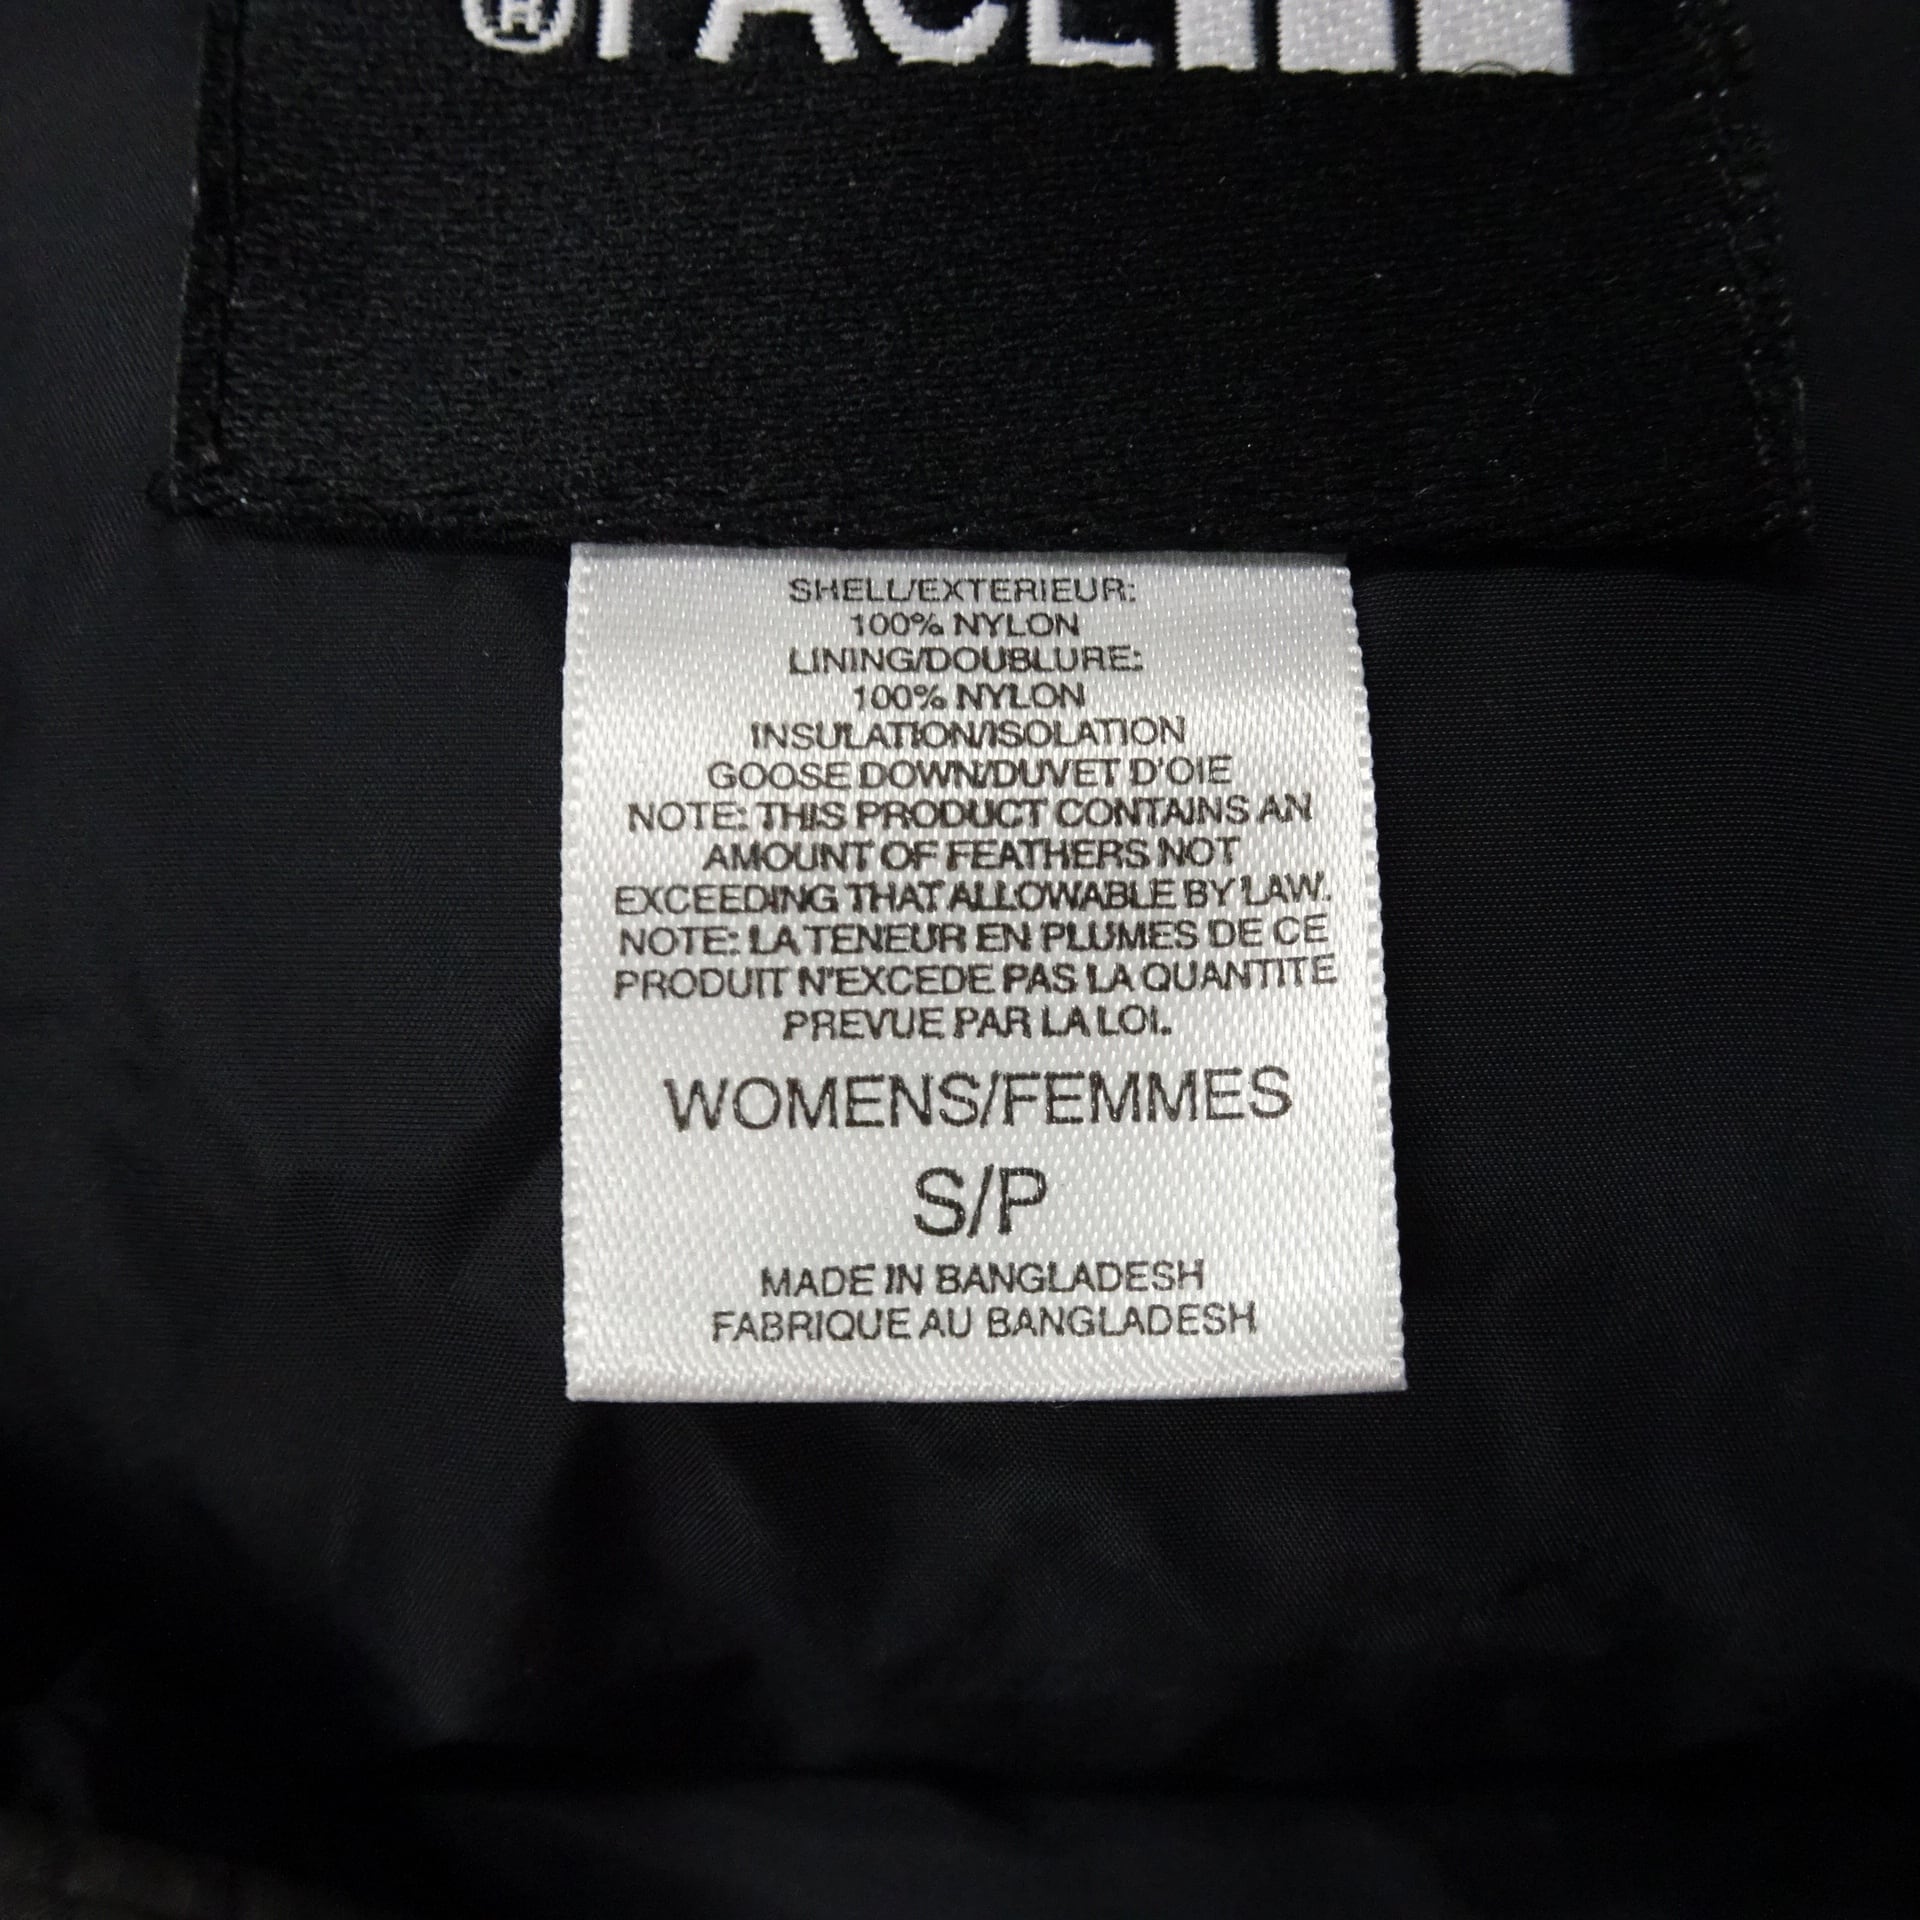 ® FACE
SHELL/EXTERIEUR:
100% NYLON
LINING/DOUBLURE:
100% NYLON
INSULATION/ISOLATION
GOOSE DOWN/DUVET D'OIE
NOTE: THIS PRODUCT CONTAINS AN
AMOUNT OF FEATHERS NOT
EXCEEDING THAT ALLOWABLE BY LAW.
NOTE: LA TENEUR EN PLUMES DE CE
PRODUIT N'EXCEDE PAS LA QUANTITE
PREVUE PAR LA LOI.
WOMENS/FEMMES
S/P
MADE IN BANGLADESH
FABRIQUE AU BANGLADESH